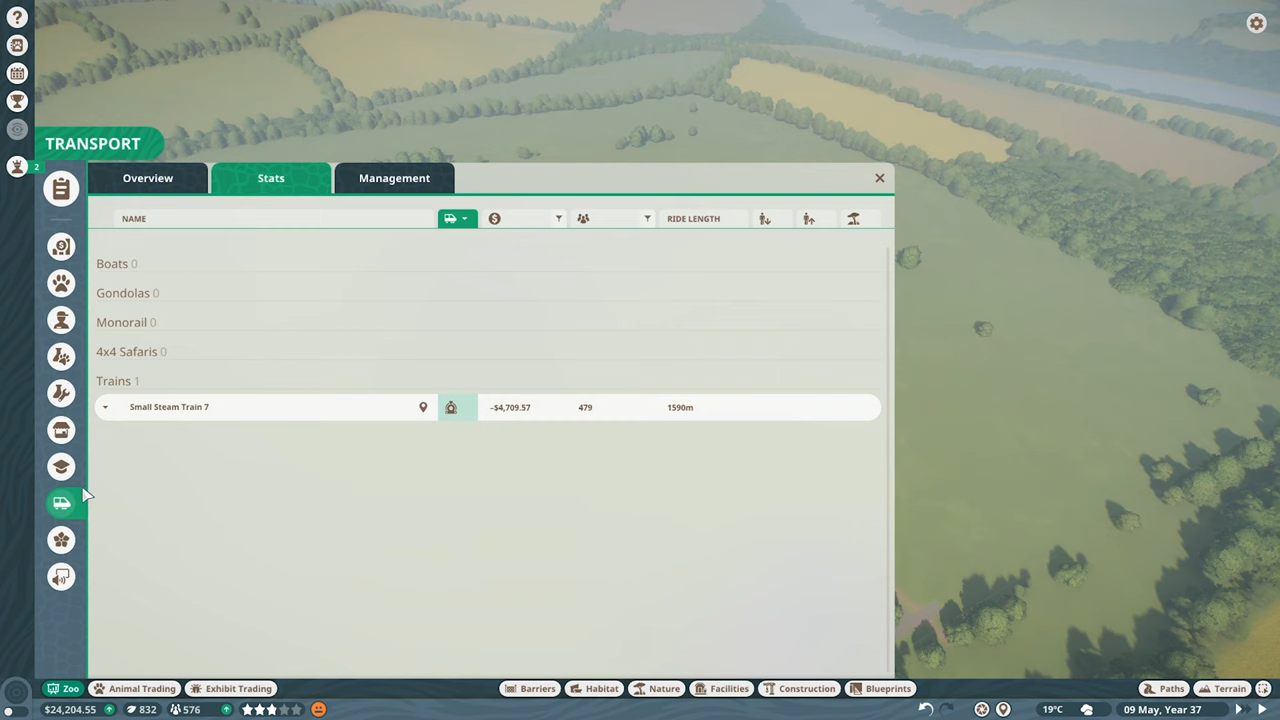 ?
TRANSPORT
2
Overview
Stats
Management
NAME
RIDE LENGTH
Boats 0
Gondolas 0
Monorail 0
4x4 Safaris 0
Trains 1
Small Steam Train 7
-$4,709.57
479
1590m
Zoo
Animal Trading
Exhibit Trading
Barriers
Habitat
Nature
Facilities
Construction
Blueprints
Paths
Terrain
$24,204.55
832
576
19°C
09 May, Year 37